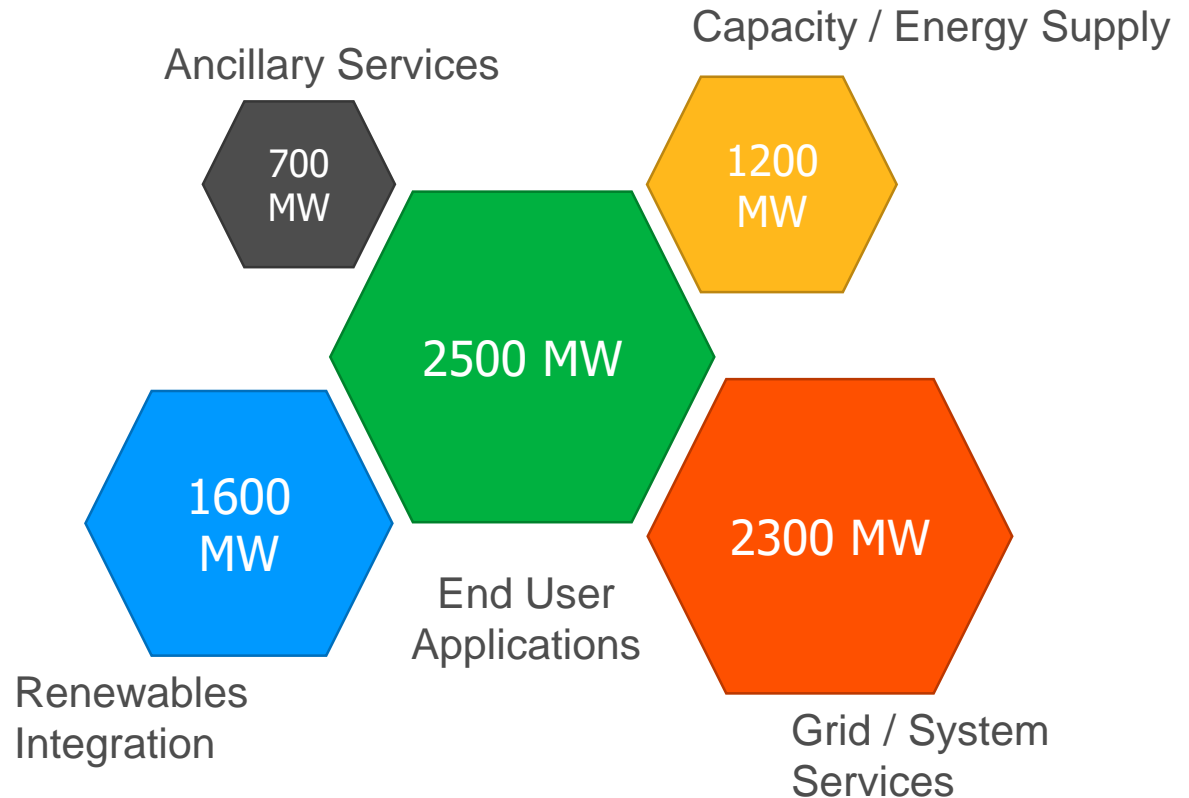 Capacity / Energy Supply
Ancillary Services
700
MW
1200
MW
2500 MW
1600
MW
2300 MW
End User
Applications
Renewables
Integration
Grid / System
Services